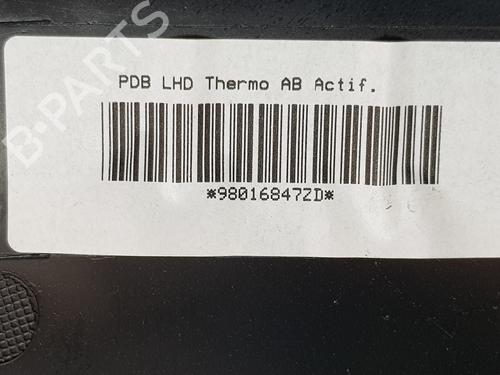 PDB LHD Thermo AB Actif.
*98016847ZD*
B-PARTS